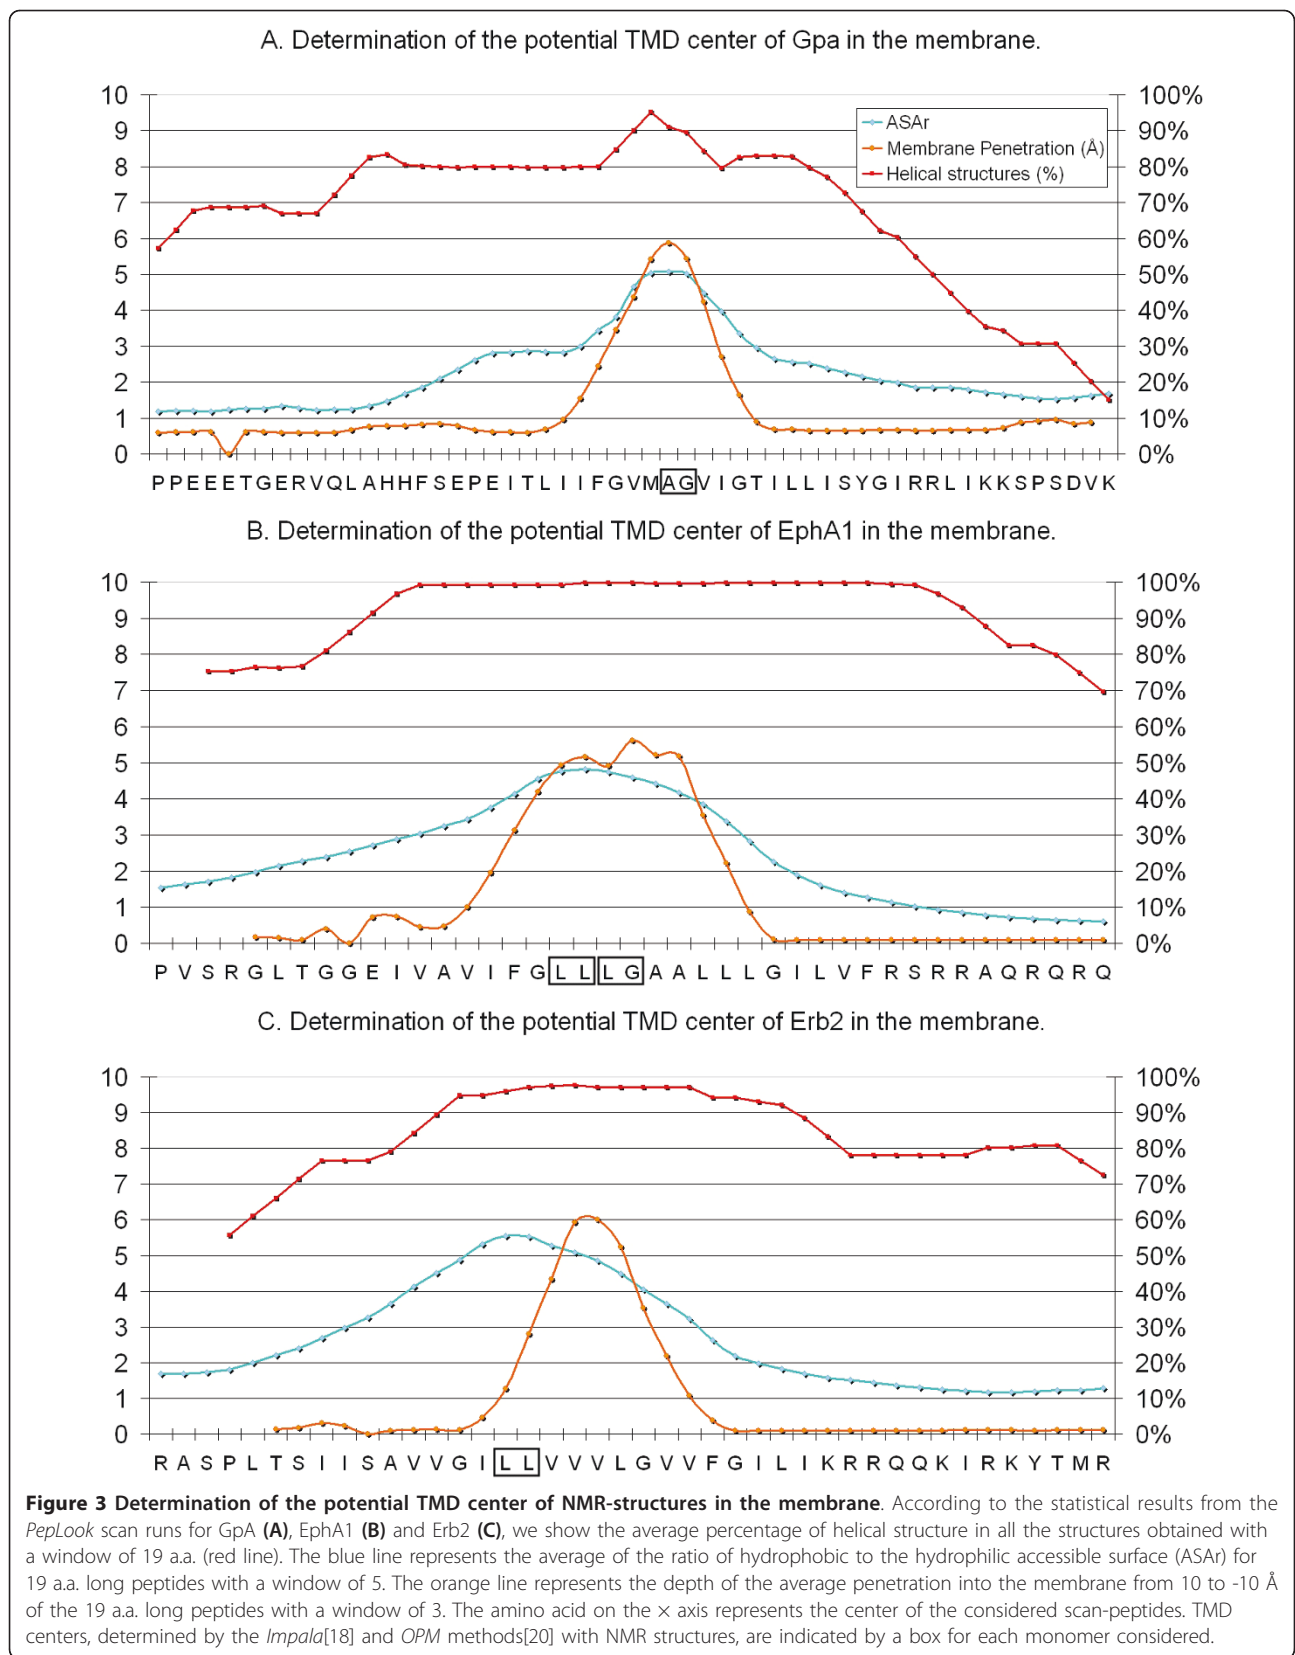 A. Determination of the potential TMD center of Gpa in the membrane.
10 100%
9 90%
8 80%
7 70%
6 60%
5 50%
4 40%
3 30%
2 20%
1 10%
0 0%
ASAr
Membrane Penetration (Å)
Helical structures (%)
P P E E E T G E R V Q L A H H F S E P E I T L I I F G V M A G V I G T I L L I S Y G I R R L I K K S P S D V K
B. Determination of the potential TMD center of EphA1 in the membrane.
10 100%
9 90%
8 80%
7 70%
6 60%
5 50%
4 40%
3 30%
2 20%
1 10%
0 0%
P V S R G L T G G E I V A V I F G L L L G A A L L L G I L V F R S R R A Q R Q R Q
C. Determination of the potential TMD center of Erb2 in the membrane.
10 100%
9 90%
8 80%
7 70%
6 60%
5 50%
4 40%
3 30%
2 20%
1 10%
0 0%
R A S P L T S I I S A V V G I L L V V V L G V V F G I L I K R R Q Q K I R K Y T M R
Figure 3 Determination of the potential TMD center of NMR-structures in the membrane. According to the statistical results from the
PepLook scan runs for GpA (A), EphA1 (B) and Erb2 (C), we show the average percentage of helical structure in all the structures obtained with
a window of 19 a.a. (red line). The blue line represents the average of the ratio of hydrophobic to the hydrophilic accessible surface (ASAr) for
19 a.a. long peptides with a window of 5. The orange line represents the depth of the average penetration into the membrane from 10 to -10 Å
of the 19 a.a. long peptides with a window of 3. The amino acid on the × axis represents the center of the considered scan-peptides. TMD
centers, determined by the Impala[18] and OPM methods[20] with NMR structures, are indicated by a box for each monomer considered.